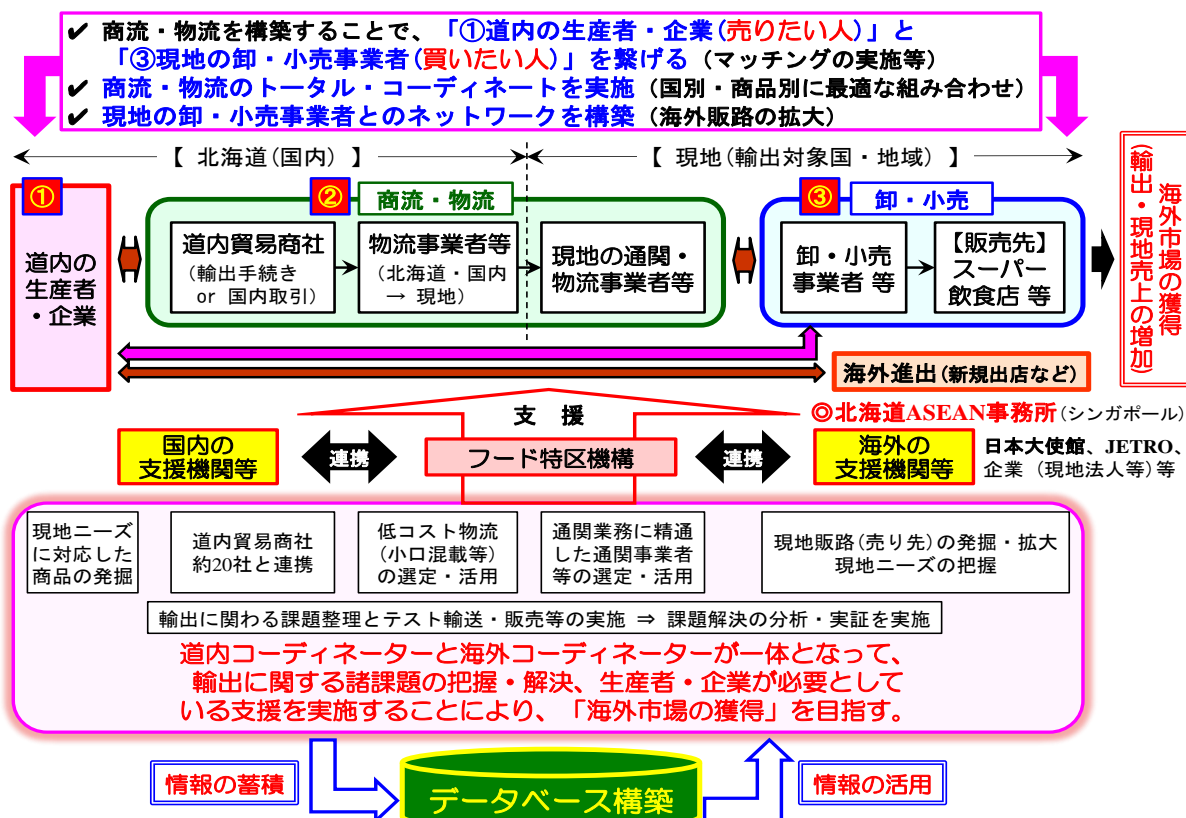 ✔ 商流・物流を構築することで、「①道内の生産者・企業(売りたい人)」と
「③現地の卸・小売事業者(買いたい人)」を繋げる (マッチングの実施等)
✔ 商流・物流のトータル・コーディネートを実施 (国別・商品別に最適な組み合わせ)
✔ 現地の卸・小売事業者とのネットワークを構築 (海外販路の拡大)
【 北海道(国内) 】
【 現地(輸出対象国・地域) 】
①
道内の
生産者
・企業
②
商流・物流
道内貿易商社
(輸出手続き
or 国内取引)
物流事業者等
(北海道・国内
→ 現地)
現地の通関・
物流事業者等
③
卸・小売
卸・小売
事業者 等
【販売先】
スーパー
飲食店 等
海外市場の獲得
(輸出・現地売上の増加)
海外進出(新規出店など)
支 援
◎北海道ASEAN事務所(シンガポール)
国内の
支援機関等
連携
フード特区機構
連携
海外の
支援機関等
日本大使館、JETRO、
企業 (現地法人等) 等
現地ニーズ
に対応した
商品の発掘
道内貿易商社
約20社と連携
低コスト物流
(小口混載等)
の選定・活用
通関業務に精通
した通関事業者
等の選定・活用
現地販路(売り先)の発掘・拡大
現地ニーズの把握
輸出に関わる課題整理とテスト輸送・販売等の実施 ⇒ 課題解決の分析・実証を実施
道内コーディネーターと海外コーディネーターが一体となって、
輸出に関する諸課題の把握・解決、生産者・企業が必要として
いる支援を実施することにより、「海外市場の獲得」を目指す。
情報の蓄積
データベース構築
情報の活用